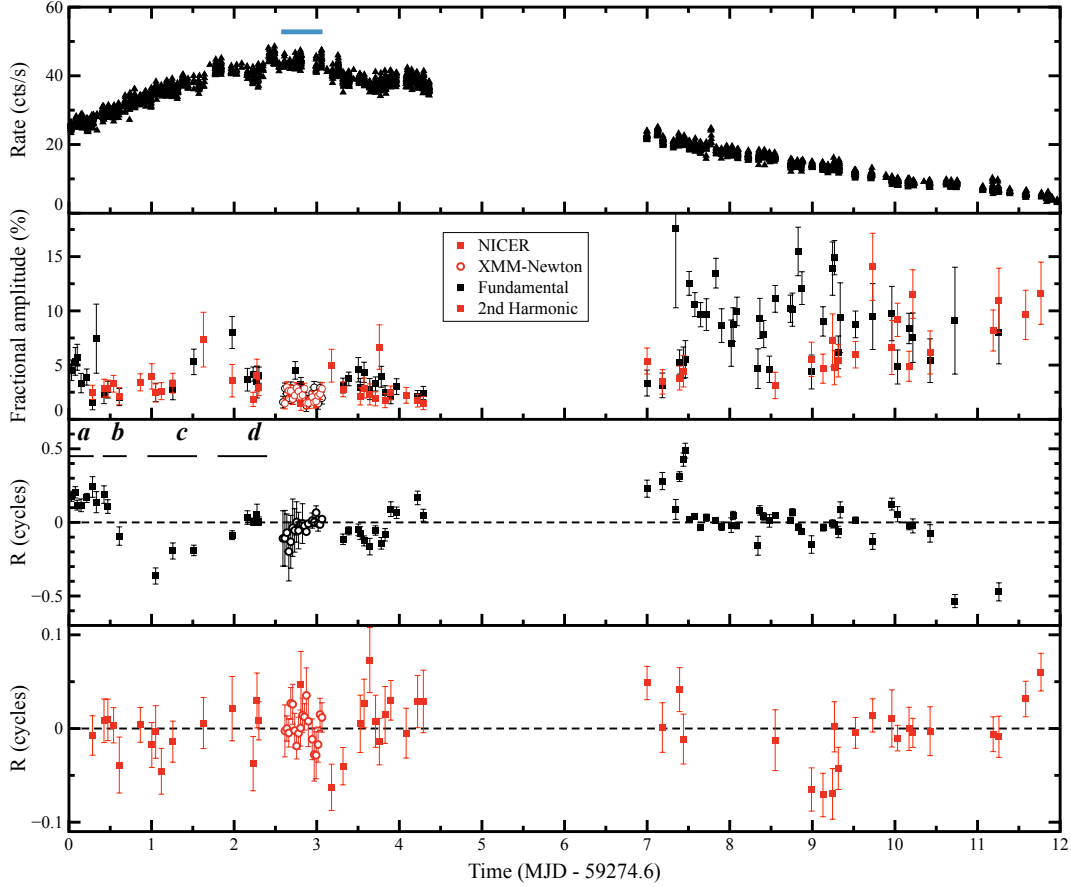 60
40
20
0
Rate (cts/s)
15
10
5
0
Fractional amplitude (%)
NICER
XMM-Newton
Fundamental
2nd Harmonic
a b c d
0.5
0
−0.5
R (cycles)
0.1
0
−0.1
R (cycles)
0 1 2 3 4 5 6 7 8 9 10 11 12
Time (MJD - 59274.6)